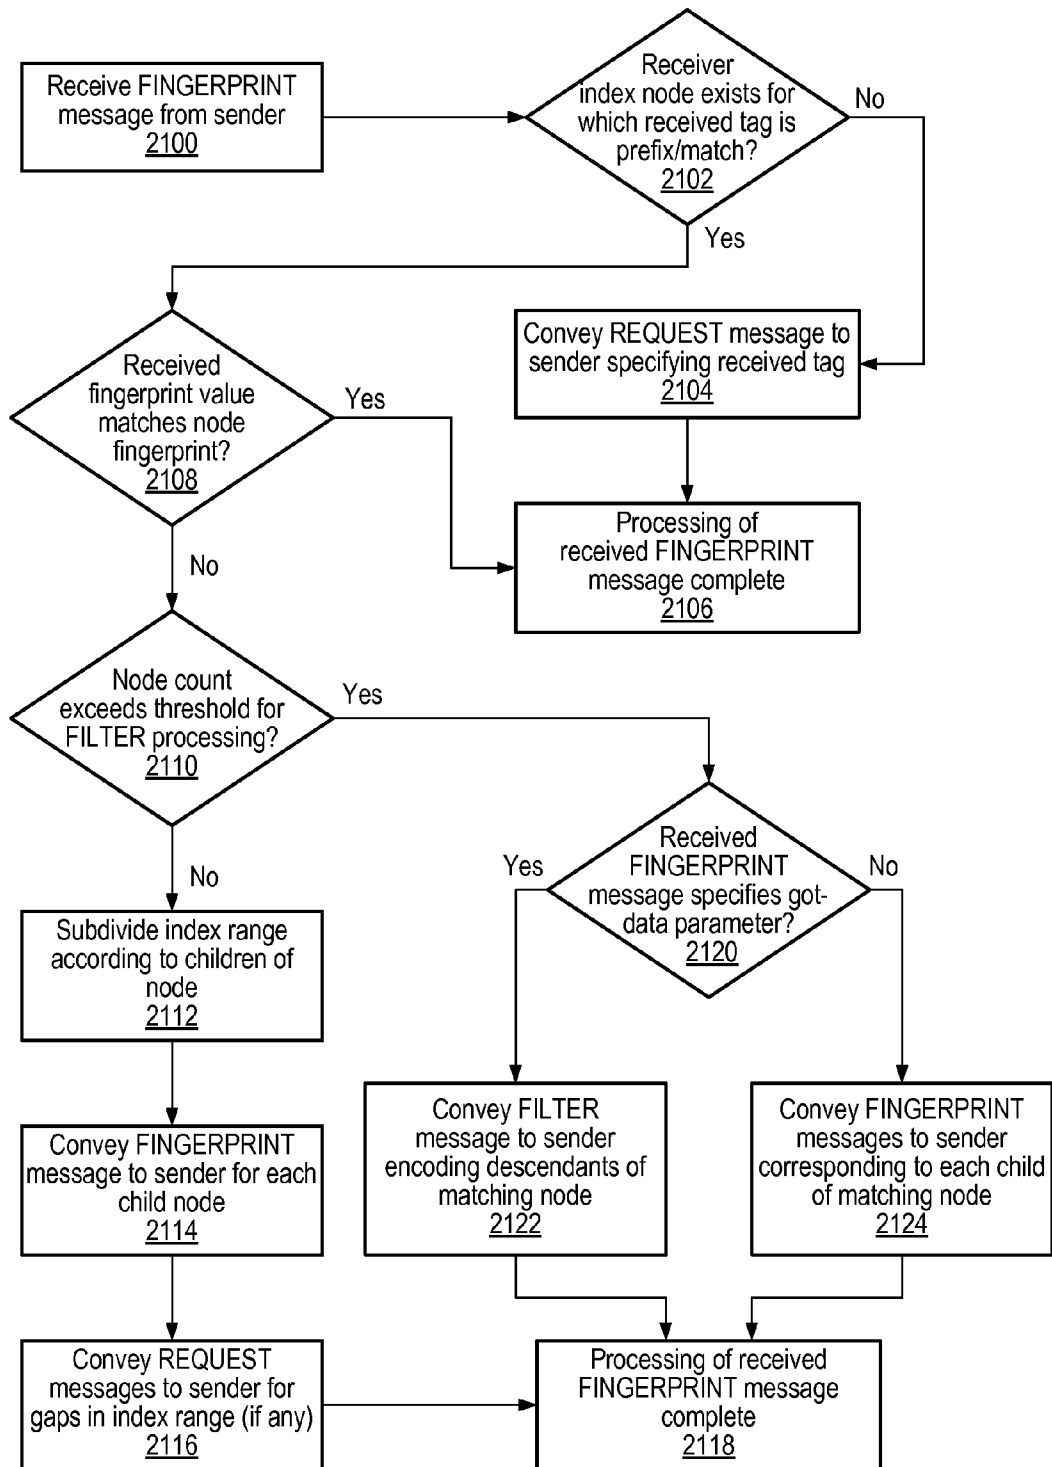 Receive FINGERPRINT
message from sender
2100
Receiver
index node exists for
which received tag is
prefix/match?
2102
No
Yes
Convey REQUEST message to
sender specifying received tag
2104
Received
fingerprint value
matches node
fingerprint?
2108
Yes
No
Processing of
received FINGERPRINT
message complete
2106
Node count
exceeds threshold for
FILTER processing?
2110
Yes
No
Received
FINGERPRINT
message specifies got-
data parameter?
2120
Yes
No
Subdivide index range
according to children of
node
2112
Convey FINGERPRINT
message to sender for each
child node
2114
Convey FILTER
message to sender
encoding descendants of
matching node
2122
Convey FINGERPRINT
messages to sender
corresponding to each child
of matching node
2124
Convey REQUEST
messages to sender for
gaps in index range (if any)
2116
Processing of received
FINGERPRINT message
complete
2118